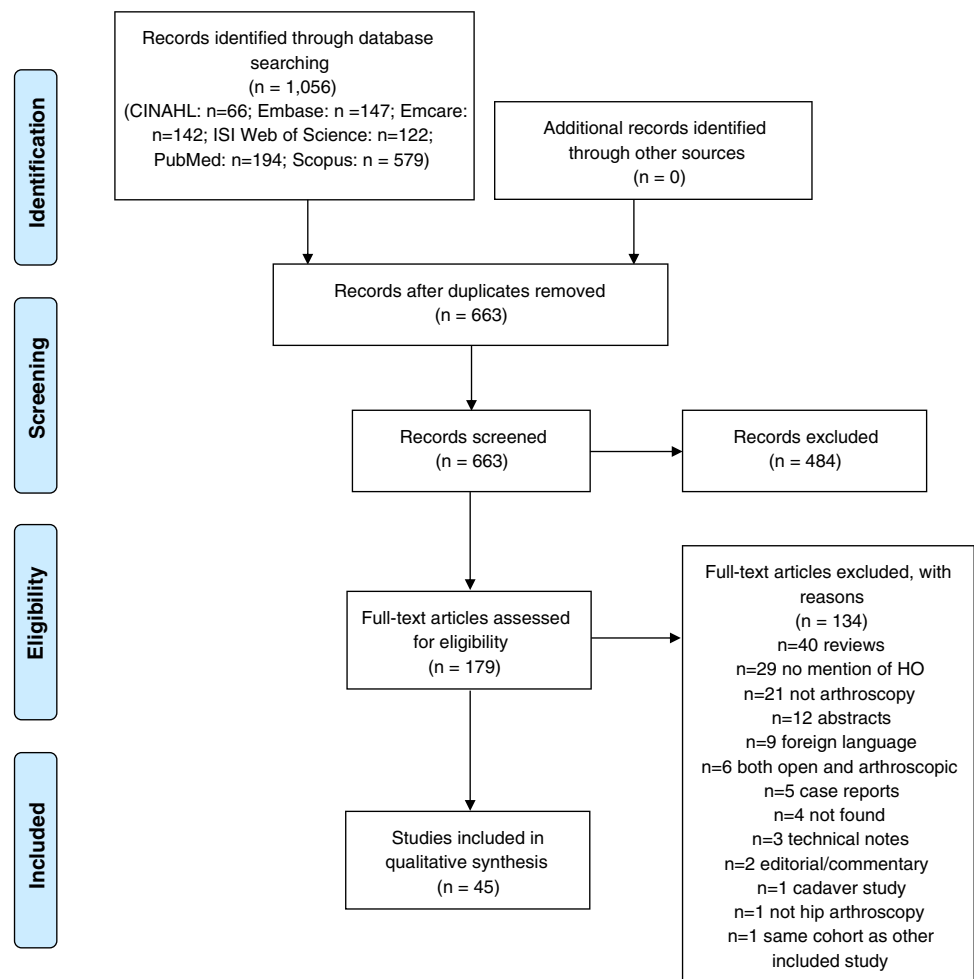 Identification
Records identified through database
searching
(n = 1,056)
(CINAHL: n=66; Embase: n =147; Emcare:
n=142; ISI Web of Science: n=122;
PubMed: n=194; Scopus: n = 579)
Additional records identified
through other sources
(n = 0)
Records after duplicates removed
(n = 663)
Screening
Records screened
(n = 663)
Records excluded
(n = 484)
Eligibility
Full-text articles assessed
for eligibility
(n = 179)
Full-text articles excluded, with
reasons
(n = 134)
n=40 reviews
n=29 no mention of HO
n=21 not arthroscopy
n=12 abstracts
n=9 foreign language
n=6 both open and arthroscopic
n=5 case reports
n=4 not found
n=3 technical notes
n=2 editorial/commentary
n=1 cadaver study
n=1 not hip arthroscopy
n=1 same cohort as other
included study
Included
Studies included in
qualitative synthesis
(n = 45)